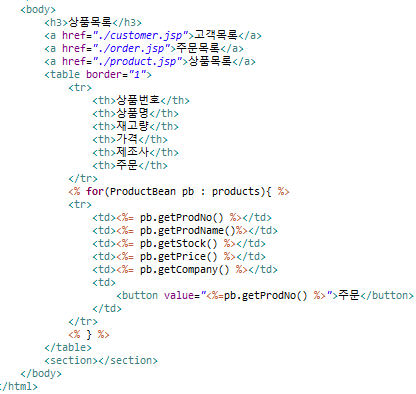 <body>
<h3>상품목록</h3>
<a href="./customer.jsp">고객목록</a>
<a href="./order.jsp">주문목록</a>
<a href="./product.jsp">상품목록</a>
<table border="1">
<tr>
<th>상품번호</th>
<th>상품명</th>
<th>재고량</th>
<th>가격</th>
<th>제조사</th>
<th>주문</th>
</tr>
<% for(ProductBean pb : products){ %>
<tr>
<td><%= pb.getProdNo() %></td>
<td><%= pb.getProdName()%></td>
<td><%= pb.getStock() %></td>
<td><%= pb.getPrice() %></td>
<td><%= pb.getCompany() %></td>
<td>
<button value="<%=pb.getProdNo() %>">주문</button>
</td>
</tr>
<% } %>
</table>
<section></section>
</body>
</html>